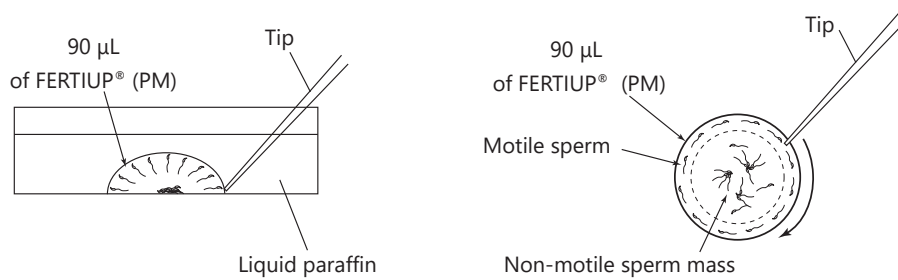 90 µL
of FERTIUP® (PM)
Tip
Liquid paraffin
90 µL
of FERTIUP® (PM)
Tip
Motile sperm
Non-motile sperm mass